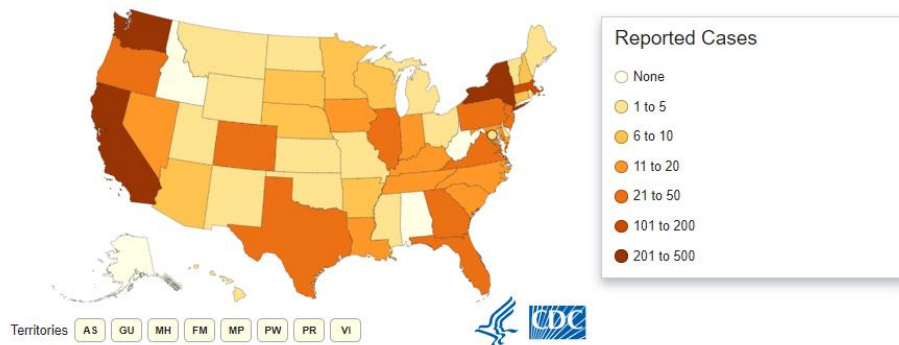 Reported Cases
None
1 to 5
6 to 10
11 to 20
21 to 50
101 to 200
201 to 500
Territories AS GU MH FM MP PW PR VI
CDC